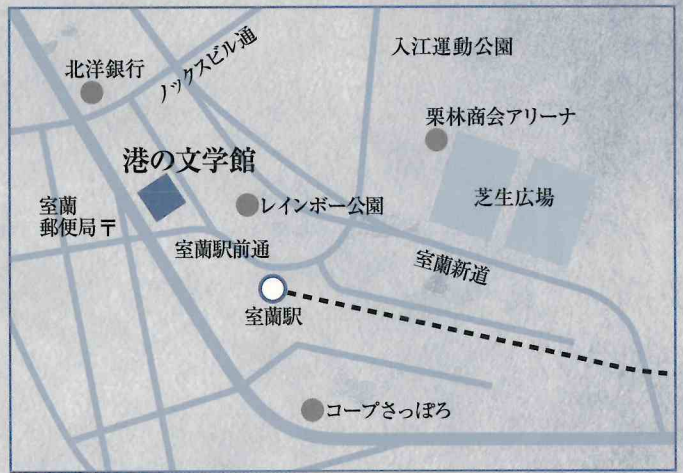 入江運動公園
北洋銀行
ノックスビル通
栗林商会アリーナ
港の文学館
芝生広場
室蘭
郵便局〒
レインボー公園
室蘭駅前通
室蘭新道
室蘭駅
コープさっぽろ